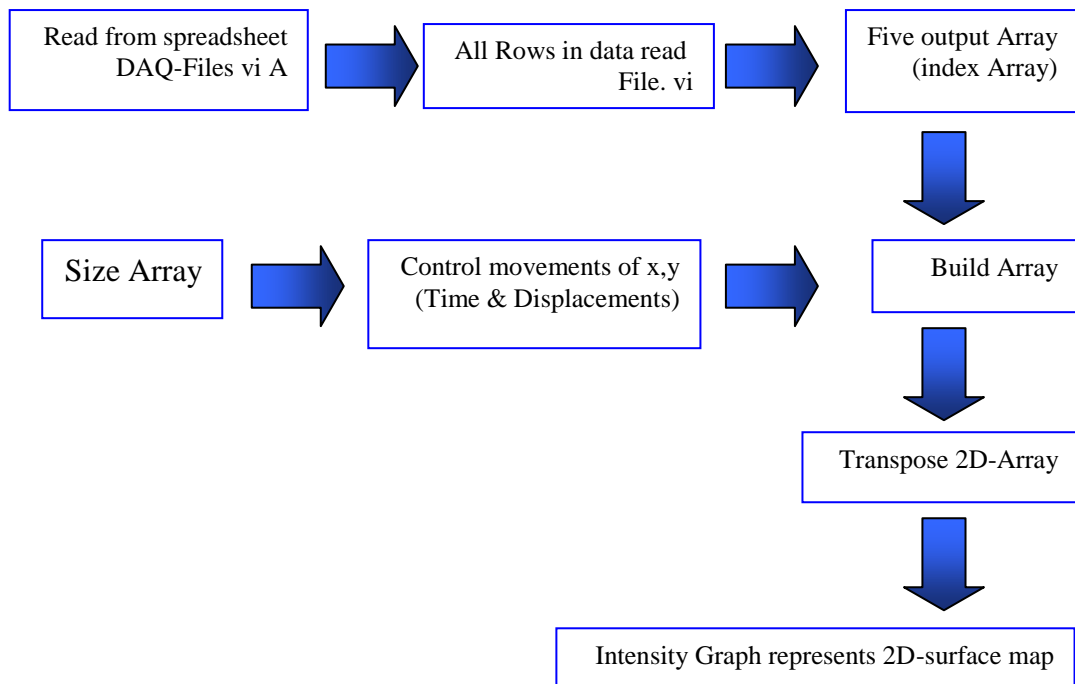 Read from spreadsheet
DAQ-Files vi A
All Rows in data read
File. vi
Five output Array
(index Array)
Size Array
Control movements of x,y
(Time & Displacements)
Build Array
Transpose 2D-Array
Intensity Graph represents 2D-surface map